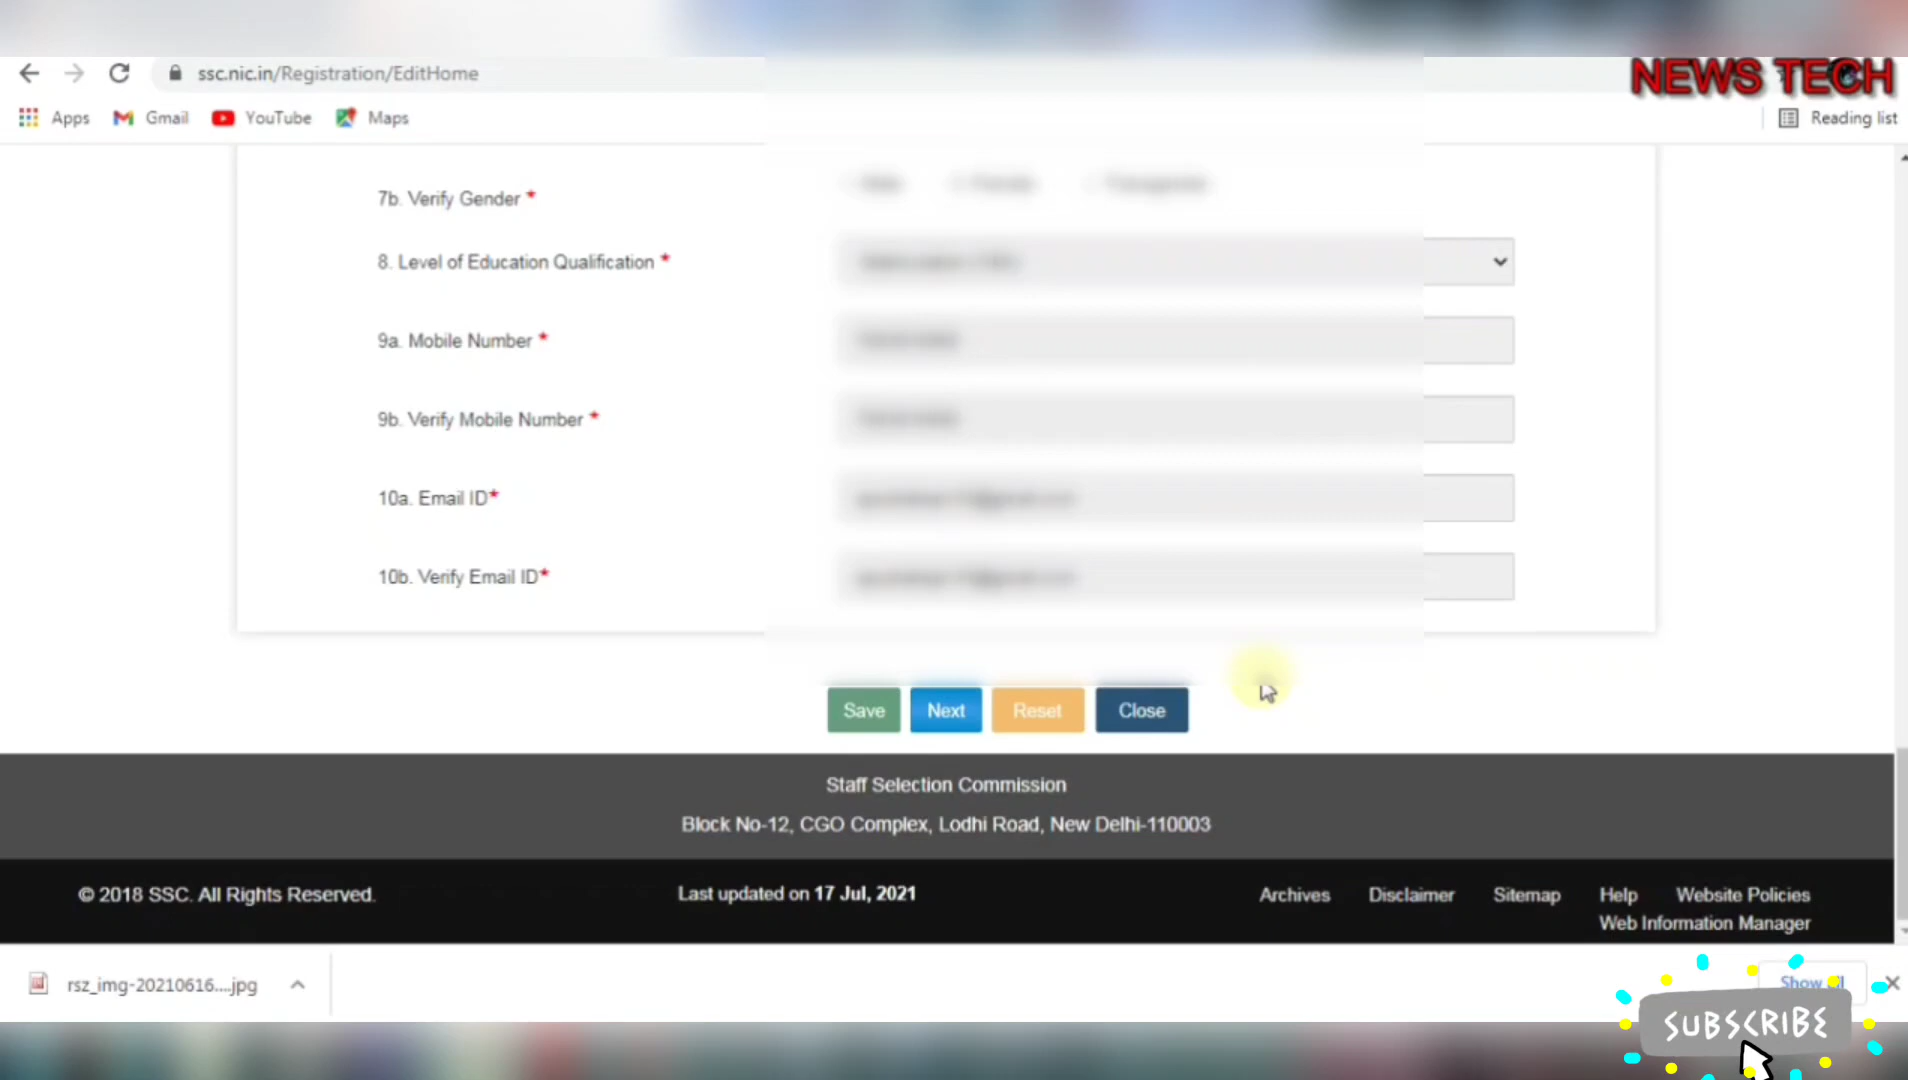 ssc.nic.in/Registration/EditHome
NEWS TECH
Apps
Gmail
YouTube
Maps
Reading list
7b. Verify Gender *
8. Level of Education Qualification *
9a. Mobile Number *
9b. Verify Mobile Number *
10a. Email ID*
10b. Verify Email ID*
Save
Next
Reset
Close
Staff Selection Commission
Block No-12, CGO Complex, Lodhi Road, New Delhi-110003
© 2018 SSC. All Rights Reserved.
Last updated on 17 Jul, 2021
Archives
Disclaimer
Sitemap
Help
Website Policies
Web Information Manager
rsz_img-20210616....jpg
Show all
SUBSCRIBE